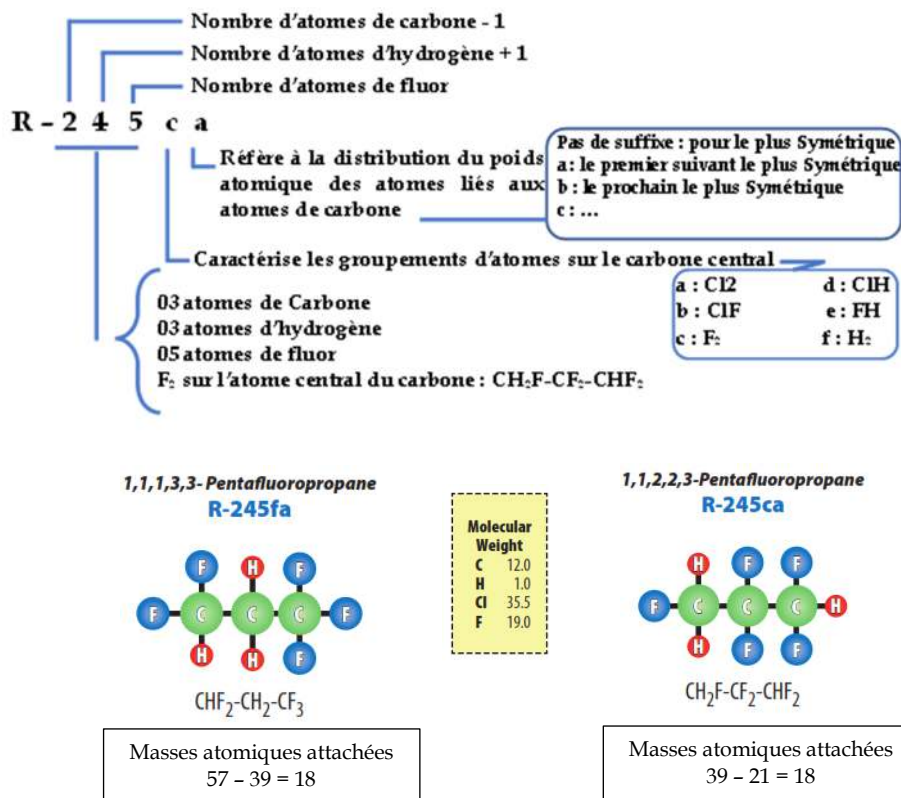 Nombre d'atomes de carbone - 1
Nombre d'atomes d'hydrogène + 1
Nombre d'atomes de fluor
R - 2 4 5 c a
Réfère à la distribution du poids
atomique des atomes liés aux
atomes de carbone
Pas de suffixe : pour le plus Symétrique
a: le premier suivant le plus Symétrique
b : le prochain le plus Symétrique
c : ...
Caractérise les groupements d'atomes sur le carbone central
a : Cl2 d : ClH
b : ClF e : FH
c : F₂ f : H₂
03 atomes de Carbone
03 atomes d'hydrogène
05 atomes de fluor
F₂ sur l'atome central du carbone : CH₂F-CF₂-CHF₂
1,1,1,3,3- Pentafluoropropane
R-245fa
F H F
F C C C F
H H F
CHF₂-CH₂-CF₃
Masses atomiques attachées
57 – 39 = 18
Molecular
Weight
C 12.0
H 1.0
Cl 35.5
F 19.0
1,1,2,2,3-Pentafluoropropane
R-245ca
H F F
F C C C H
H F F
CH₂F-CF₂-CHF₂
Masses atomiques attachées
39 – 21 = 18